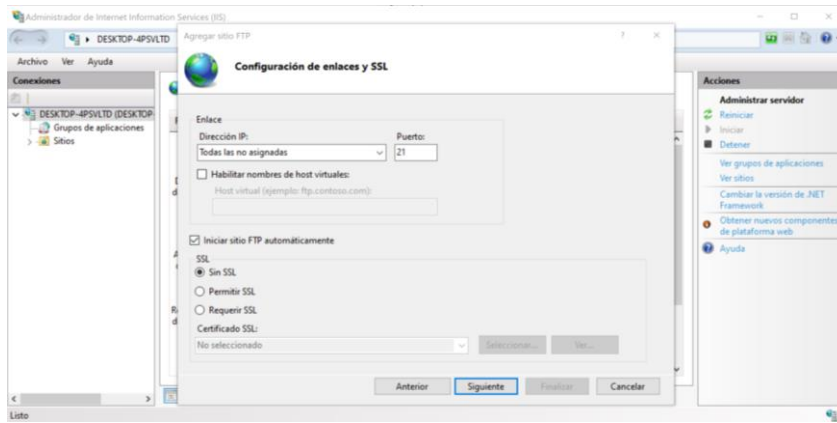 Administrador de Internet Information Services (IIS)
DESKTOP-4PSVLTD
Archivo Ver Ayuda
Conexiones
DESKTOP-4PSVLTD (DESKTOP-
Grupos de aplicaciones
Sitios
Listo
Agregar sitio FTP
Configuración de enlaces y SSL
Enlace
Dirección IP:
Puerto:
Todas las no asignadas
21
Habilitar nombres de host virtuales:
Host virtual (ejemplo: ftp.contoso.com):
Iniciar sitio FTP automáticamente
SSL
Sin SSL
Permitir SSL
Requerir SSL
Certificado SSL:
No seleccionado
Seleccionar...
Ver...
Anterior
Siguiente
Finalizar
Cancelar
Acciones
Administrar servidor
Reiniciar
Iniciar
Detener
Ver grupos de aplicaciones
Ver sitios
Cambiar la versión de .NET
Framework
Obtener nuevos componentes
de plataforma web
Ayuda